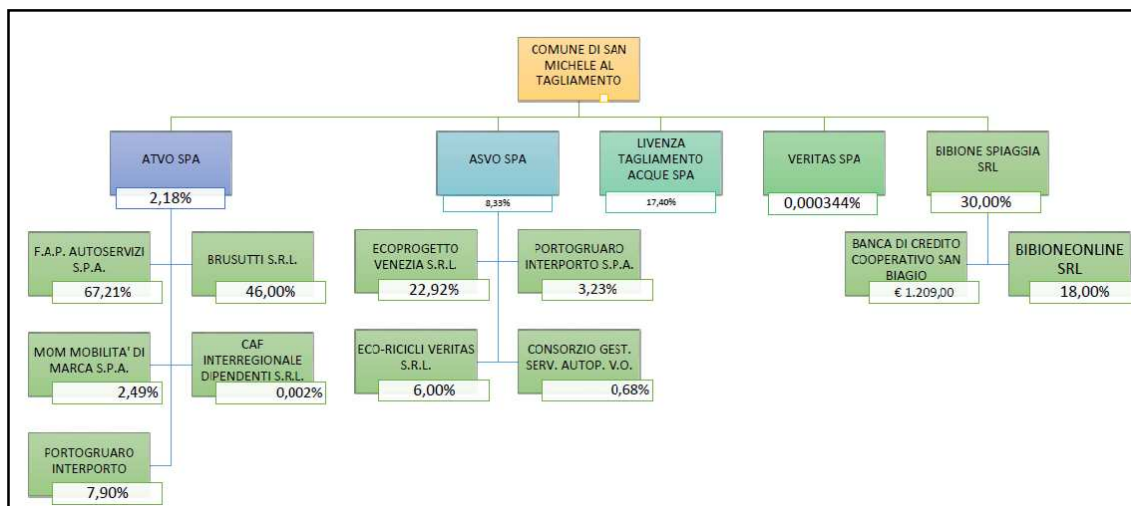 COMUNE DI SAN
MICHELE AL
TAGLIAMENTO
ATVO SPA
2,18%
ASVO SPA
8,33%
LIVENZA
TAGLIAMENTO
ACQUE SPA
17,40%
VERITAS SPA
0,000344%
BIBIONE SPIAGGIA
SRL
30,00%
F.A.P. AUTOSERVIZI
S.P.A.
67,21%
BRUSUTTI S.R.L.
46,00%
ECOPROGETTO
VENEZIA S.R.L.
22,92%
PORTOGRUARO
INTERPORTO S.P.A.
3,23%
BANCA DI CREDITO
COOPERATIVO SAN
BIAGIO
€ 1.209,00
BIBIONEONLINE
SRL
18,00%
MOM MOBILITA' DI
MARCA S.P.A.
2,49%
CAF
INTERREGIONALE
DIPENDENTI S.R.L.
0,002%
ECO-RICICLI VERITAS
S.R.L.
6,00%
CONSORZIO GEST.
SERV. AUTOP. V.O.
0,68%
PORTOGRUARO
INTERPORTO
7,90%